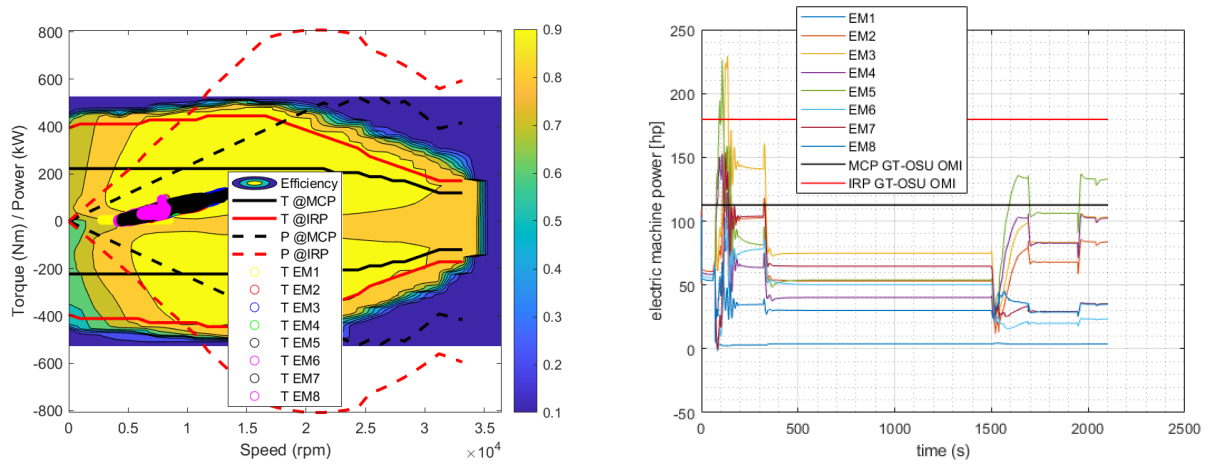 800
600
400
200
0
-200
-400
-600
-800
Torque (Nm) / Power (kW)
0
0.5
1
1.5
2
2.5
3
3.5
×10⁴
Speed (rpm)
Efficiency
T @MCP
T @IRP
P @MCP
P @IRP
T EM1
T EM2
T EM3
T EM4
T EM5
T EM6
T EM7
T EM8
0.9
0.8
0.7
0.6
0.5
0.4
0.3
0.2
0.1
250
200
150
100
50
0
-50
electric machine power [hp]
0
500
1000
1500
2000
2500
time (s)
EM1
EM2
EM3
EM4
EM5
EM6
EM7
EM8
MCP GT-OSU OMI
IRP GT-OSU OMI